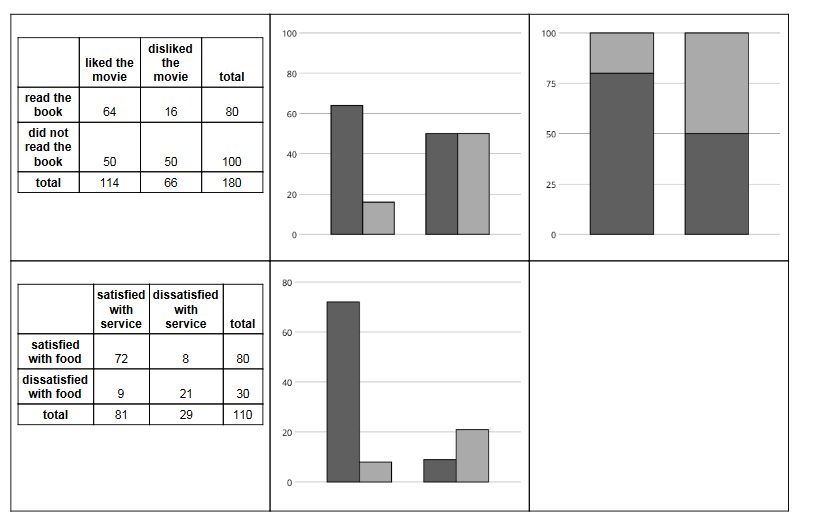 liked the movie disliked the movie total
read the book 64 16 80
did not read the book 50 50 100
total 114 66 180
100
80
60
40
20
0
100
75
50
25
0
satisfied with service dissatisfied with service total
satisfied with food 72 8 80
dissatisfied with food 9 21 30
total 81 29 110
80
60
40
20
0